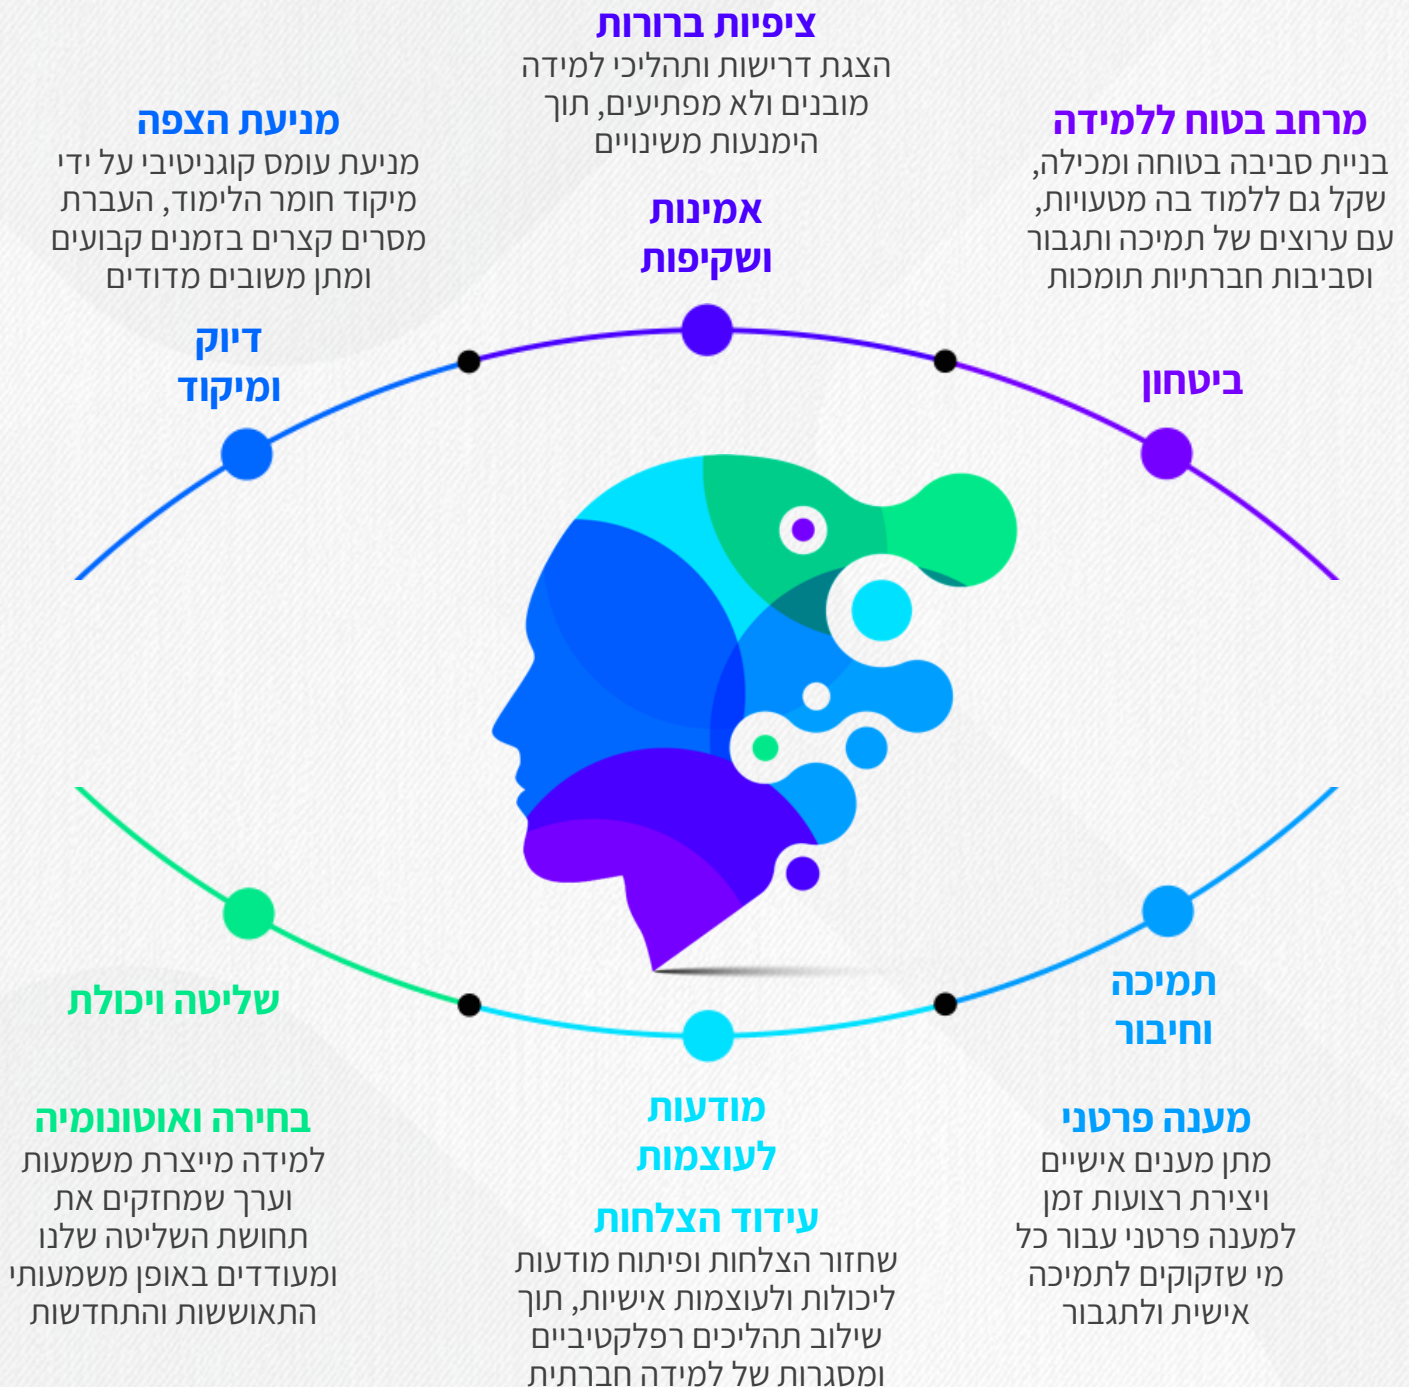 מרחב בטוח ללמידה
בניית סביבה בטוחה ומכילה,
שקל גם ללמוד בה מטעויות,
עם ערוצים של תמיכה ותגבור
וסביבות חברתיות תומכות
ביטחון
ציפיות ברורות
הצגת דרישות ותהליכי למידה
מובנים ולא מפתיעים, תוך
הימנעות משינויים
אמינות
ושקיפות
מניעת הצפה
מניעת עומס קוגניטיבי על ידי
מיקוד חומר הלימוד, העברת
מסרים קצרים בזמנים קבועים
ומתן משובים מדודים
דיוק
ומיקוד
תמיכה
וחיבור
מענה פרטני
מתן מענים אישיים
ויצירת רצועות זמן
למענה פרטני עבור כל
מי שזקוקים לתמיכה
אישית ולתגבור
מודעות
לעוצמות
עידוד הצלחות
שחזור הצלחות ופיתוח מודעות
ליכולות ולעוצמות אישיות, תוך
שילוב תהליכים רפלקטיביים
ומסגרות של למידה חברתית
שליטה ויכולת
בחירה ואוטונומיה
למידה מייצרת משמעות
וערך שמחזקים את
תחושת השליטה שלנו
ומעודדים באופן משמעותי
התאוששות והתחדשות